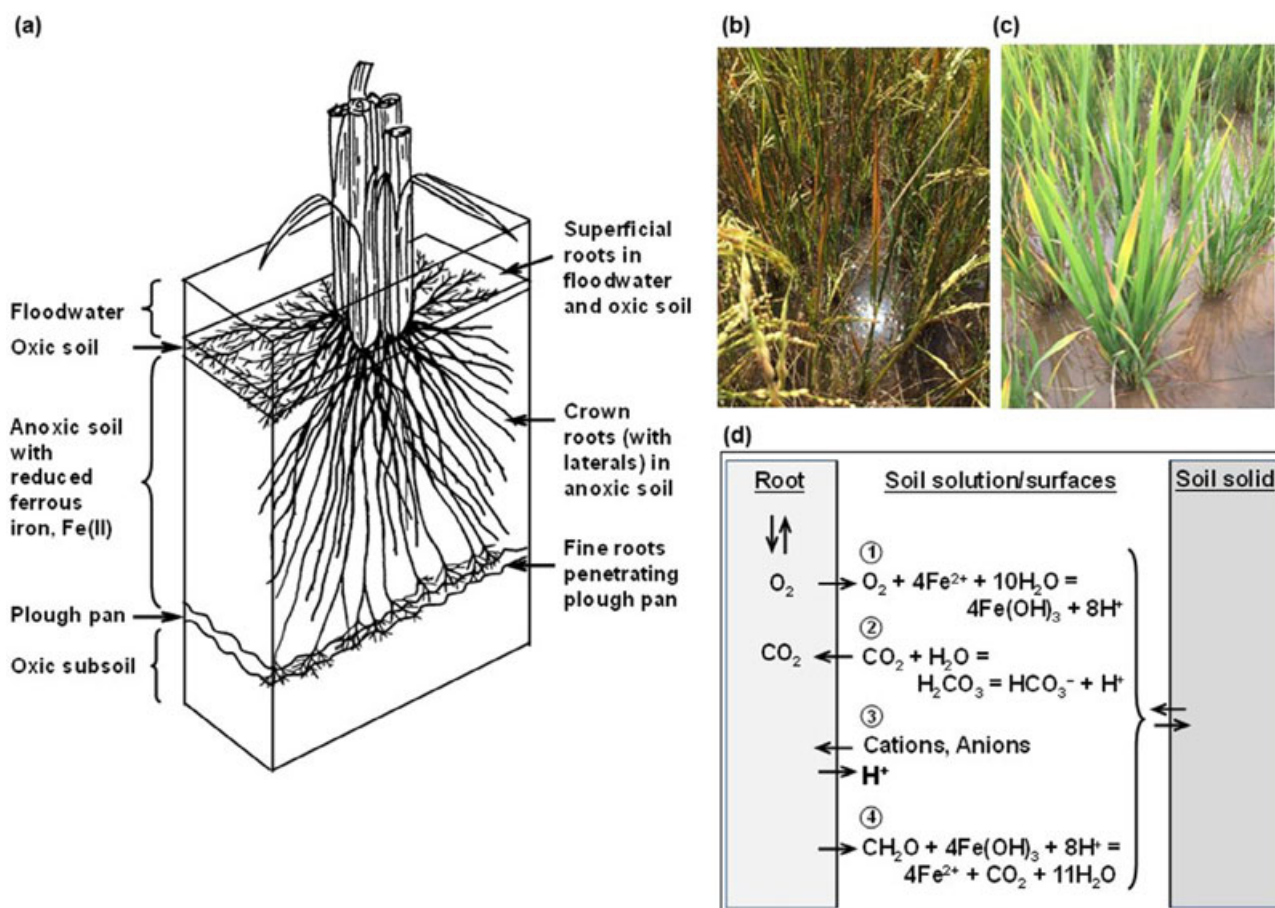 (a)
Floodwater
Oxic soil
Anoxic soil
with
reduced
ferrous
iron, Fe(II)
Plough pan
Oxic subsoil
Superficial
roots in
floodwater
and oxic soil
Crown
roots (with
laterals) in
anoxic soil
Fine roots
penetrating
plough pan
(b)
(c)
(d)
Root
Soil solution/surfaces
Soil solid
①
O₂
O₂ + 4Fe²⁺ + 10H₂O =
4Fe(OH)₃ + 8H⁺
②
CO₂
CO₂ + H₂O =
H₂CO₃ = HCO₃⁻ + H⁺
③
Cations, Anions
H⁺
④
CH₂O + 4Fe(OH)₃ + 8H⁺ =
4Fe²⁺ + CO₂ + 11H₂O